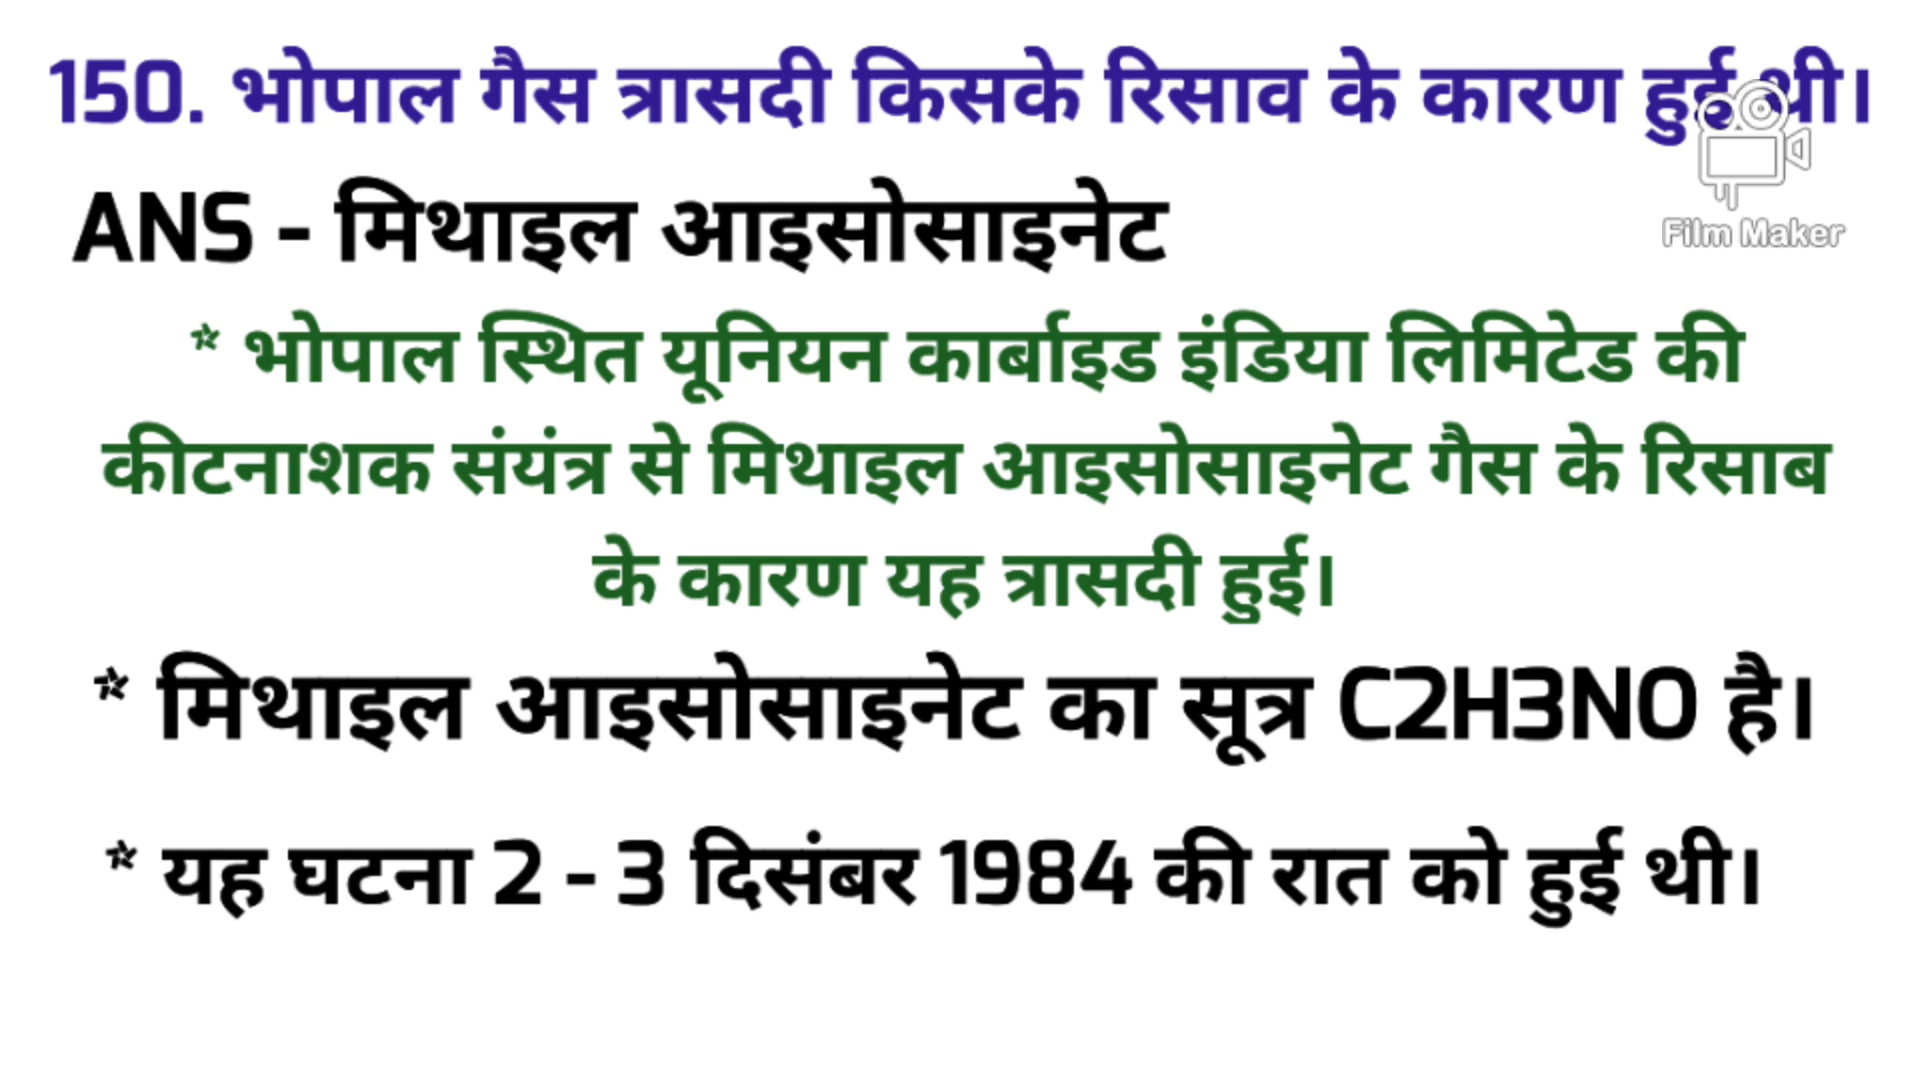 150. भोपाल गैस त्रासदी किसके रिसाव के कारण हुई थी।
ANS - मिथाइल आइसोसाइनेट
Film Maker
* भोपाल स्थित यूनियन कार्बाइड इंडिया लिमिटेड की
कीटनाशक संयंत्र से मिथाइल आइसोसाइनेट गैस के रिसाब
के कारण यह त्रासदी हुई।
* मिथाइल आइसोसाइनेट का सूत्र C2H3NO है।
* यह घटना 2 - 3 दिसंबर 1984 की रात को हुई थी।